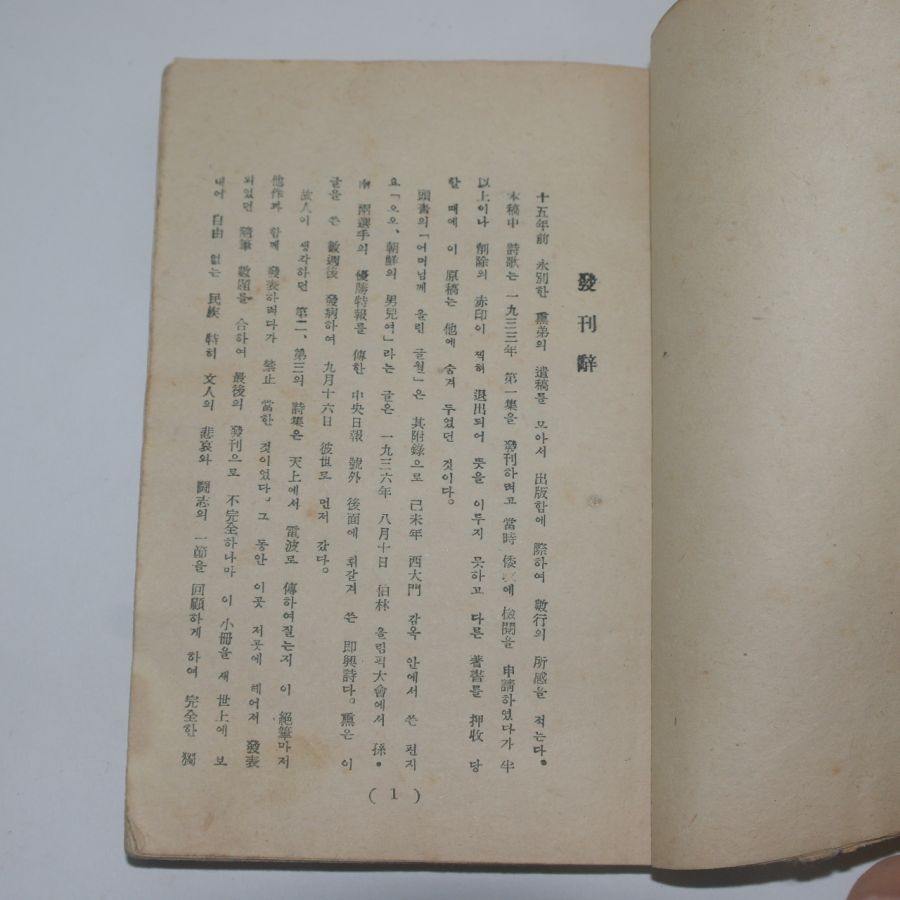 發刊辭
十五年前 永別한 熏弟의 遺稿를 모아서 出版함에 際하여 數行의 所感을 적는다.
本稿中 詩歌는 一九三三年 第一集을 發刊하려고 當時 倭 에 檢閱을 申請하였다가 半
以上이나 削除의 赤印이 찍혀 退出되어 뜻을 이루지 못하고 다른 著書를 押收 당
할 때에 이 原稿는 他에 숨겨 두었던 것이다.
頭書의「어머님께 올린 글월」은 其附錄으로 己未年 西大門 감옥 안에서 쓴 편지
요「오오、朝鮮의 男兒여」라는 글은 一九三六年 八月十日 伯林 올림픽大會에서 孫・
南 兩選手의 優勝特報를 傳한 中央日報 號外 後面에 휘갈겨 쓴 卽興詩다。熏은 이
글을 쓴 數週後 發病하여 九月十六日 彼世로 먼저 갔다。
故人이 생각하던 第二、第三의 詩集은 天上에서 電波로 傳하여질는지 이 絕筆마저
他作과 함께 發表하려다가 禁止 當한 것이었다。그 동안 이곳 저곳에 헤어져 發表
되었던 隨筆 數題를 合하여 最後의 發刊으로 不完全하나마 이 小冊을 새 世上에 보
내어 自由 없는 民族 特히 文人의 悲哀와 鬪志의 一節을 回顧하게 하여 完全한 獨
( 1 )